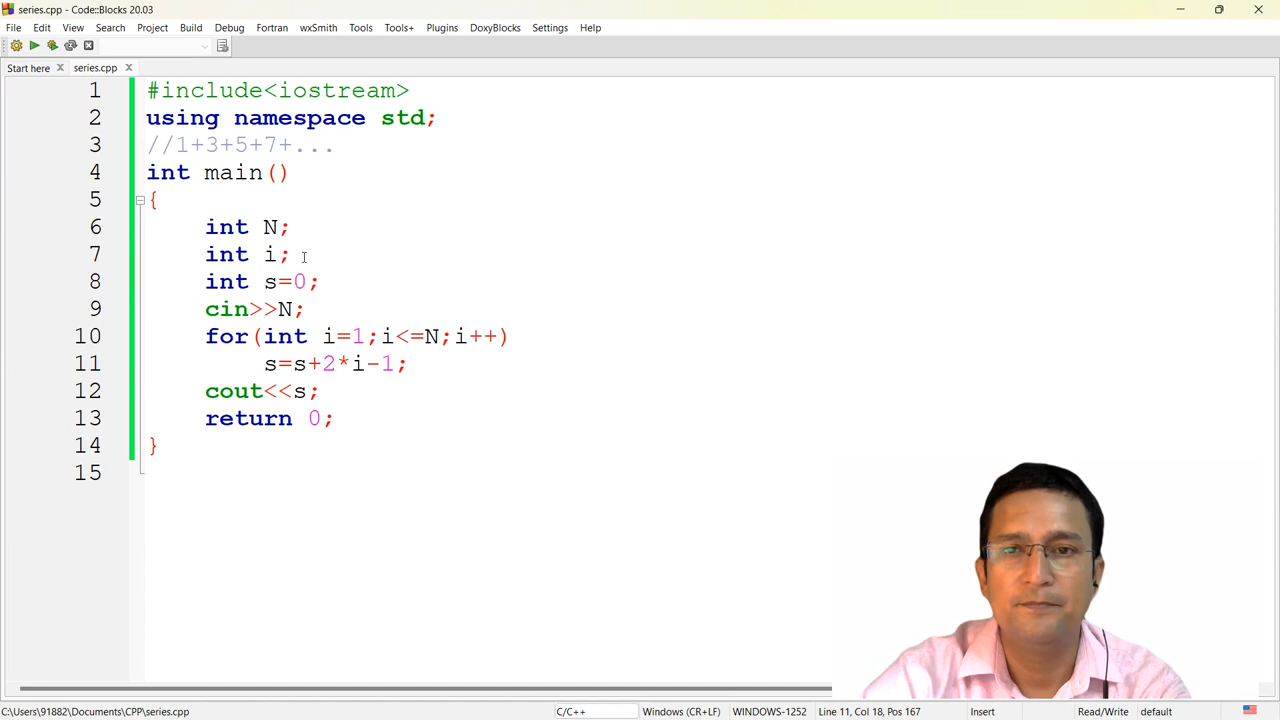 series.cpp - Code::Blocks 20.03
File Edit View Search Project Build Debug Fortran wxSmith Tools Tools+ Plugins DoxyBlocks Settings Help
Start here series.cpp
1 #include<iostream>
2 using namespace std;
3 //1+3+5+7+...
4 int main()
5 {
6 int N;
7 int i;
8 int s=0;
9 cin>>N;
10 for(int i=1;i<=N;i++)
11 s=s+2*i-1;
12 cout<<s;
13 return 0;
14 }
15
C:\Users\91882\Documents\CPP\series.cpp C/C++ Windows (CR+LF) WINDOWS-1252 Line 11, Col 18, Pos 167 Insert Read/Write default